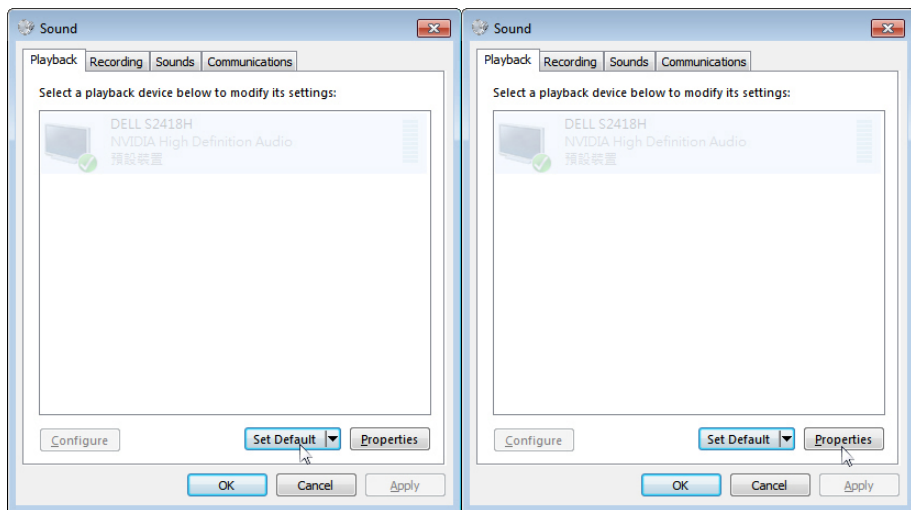 Sound
Playback Recording Sounds Communications
Select a playback device below to modify its settings:
DELL S2418H
NVIDIA High Definition Audio
預設裝置
Configure Set Default Properties
OK Cancel Apply
Sound
Playback Recording Sounds Communications
Select a playback device below to modify its settings:
DELL S2418H
NVIDIA High Definition Audio
預設裝置
Configure Set Default Properties
OK Cancel Apply